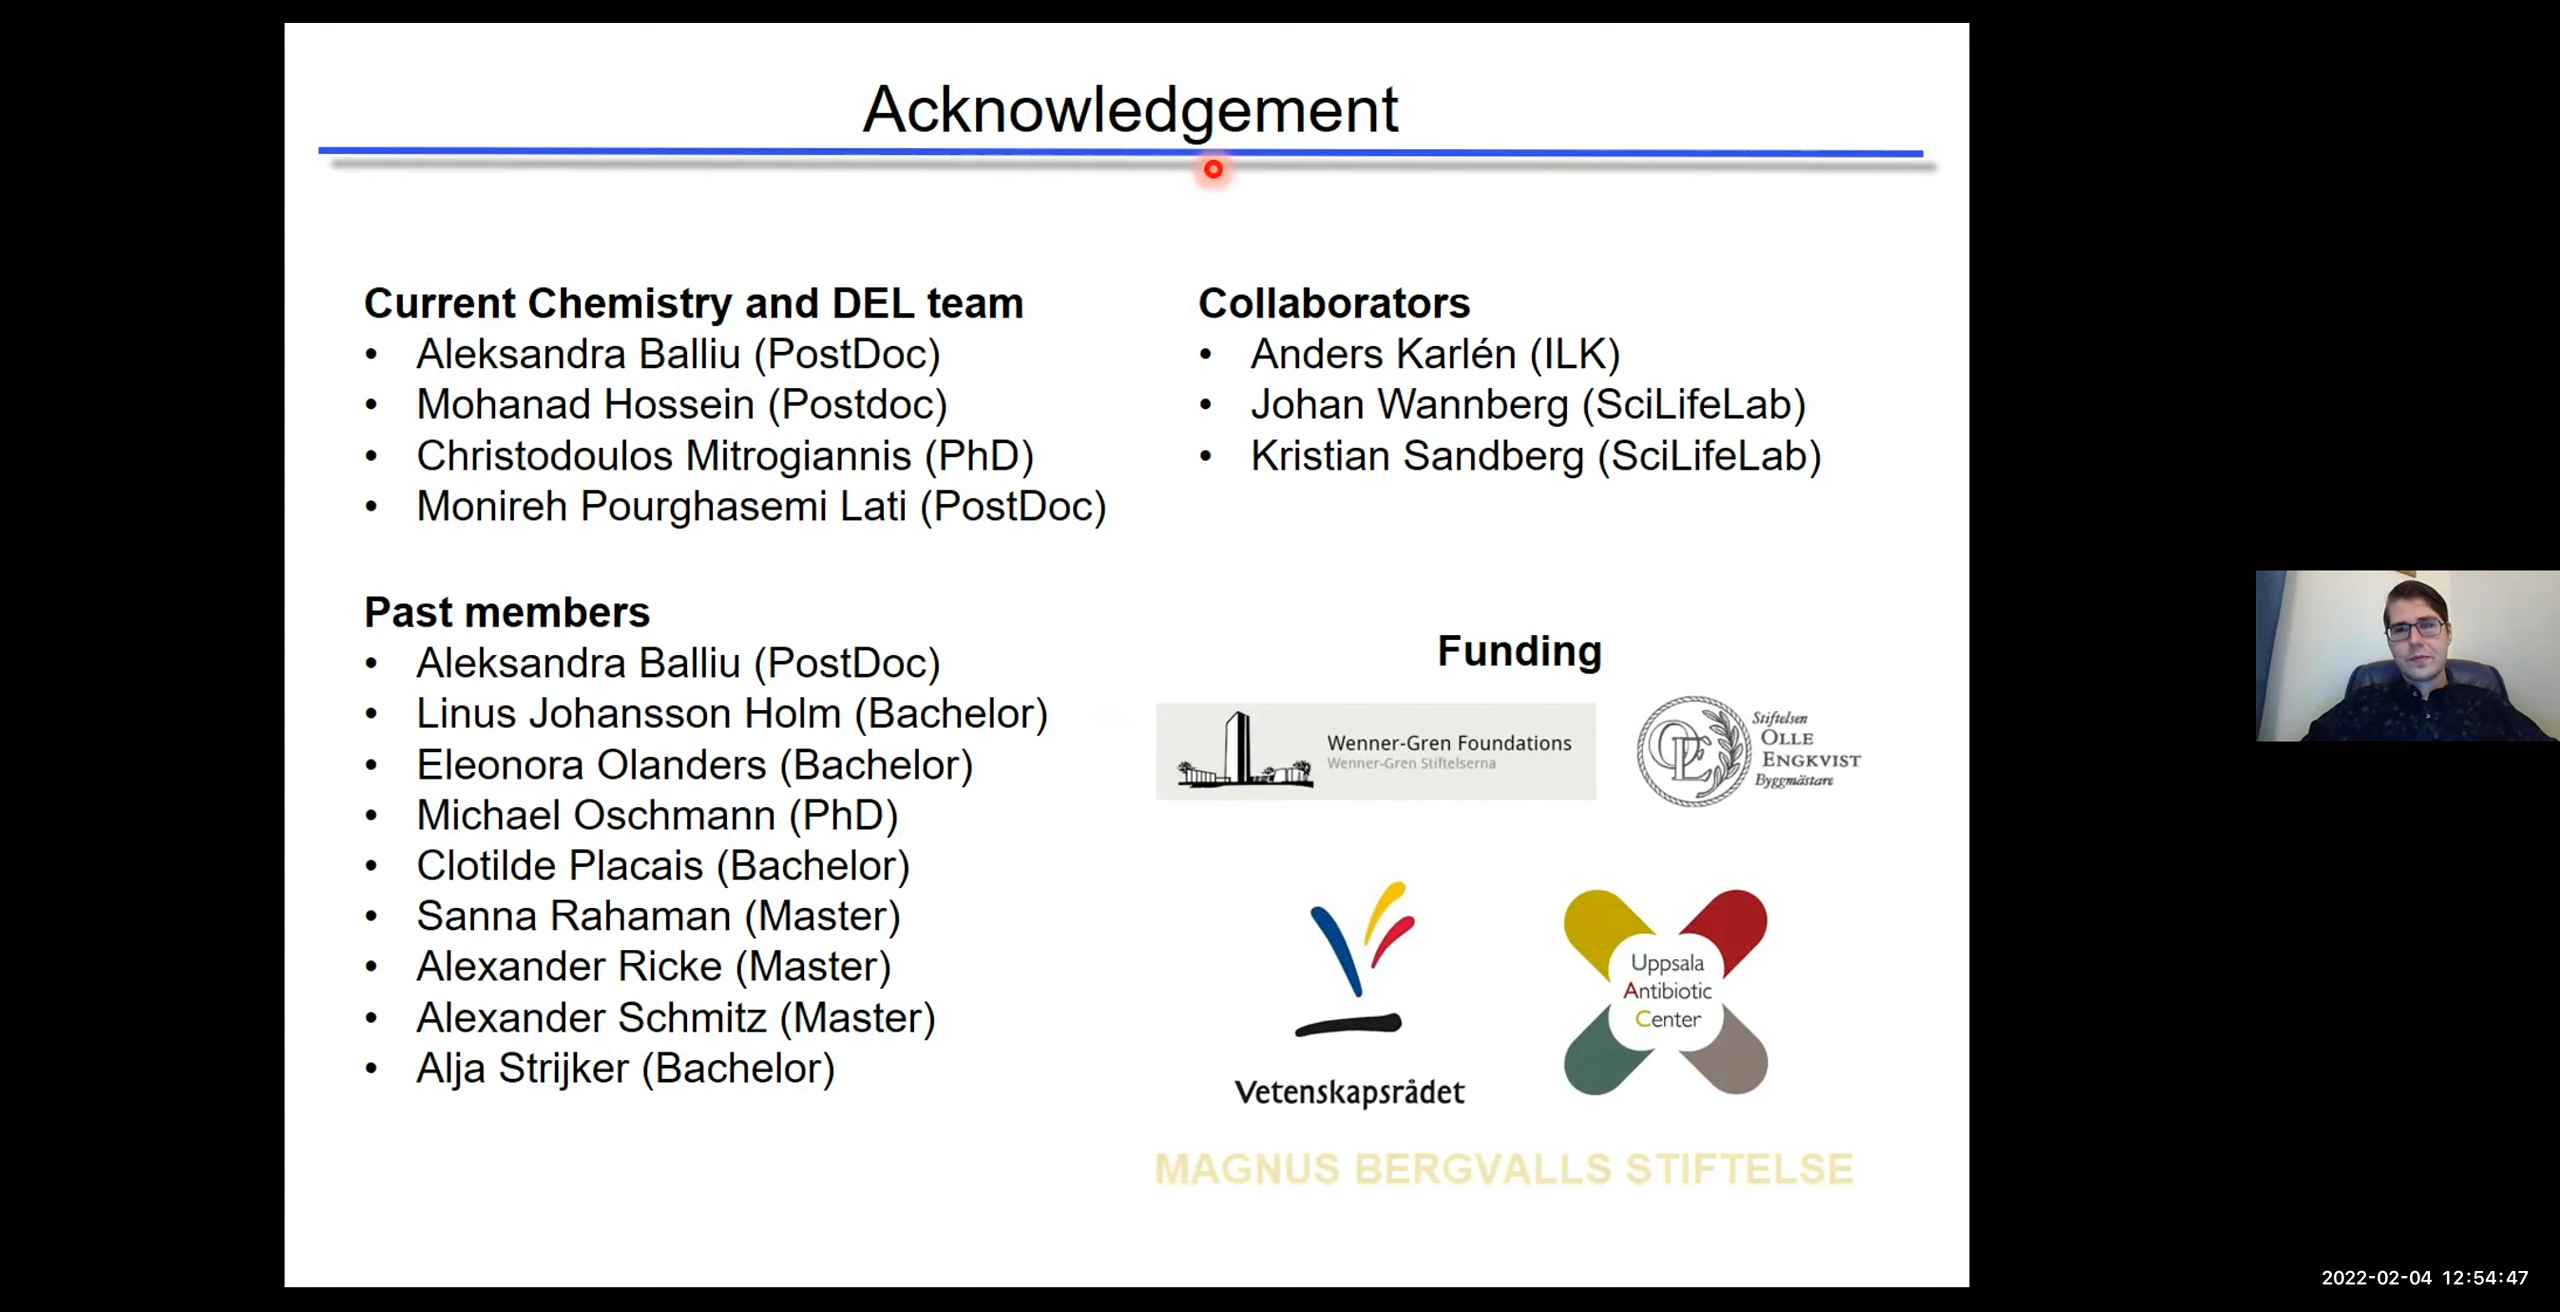 Acknowledgement
Current Chemistry and DEL team
• Aleksandra Balliu (PostDoc)
• Mohanad Hossein (Postdoc)
• Christodoulos Mitrogiannis (PhD)
• Monireh Pourghasemi Lati (PostDoc)
Past members
• Aleksandra Balliu (PostDoc)
• Linus Johansson Holm (Bachelor)
• Eleonora Olanders (Bachelor)
• Michael Oschmann (PhD)
• Clotilde Placais (Bachelor)
• Sanna Rahaman (Master)
• Alexander Ricke (Master)
• Alexander Schmitz (Master)
• Alja Strijker (Bachelor)
Collaborators
• Anders Karlén (ILK)
• Johan Wannberg (SciLifeLab)
• Kristian Sandberg (SciLifeLab)
Funding
Wenner-Gren Foundations
Wenner-Gren Stiftelserna
OE
Stiftelsen
OLLE
ENGKVIST
Byggmästare
Vetenskapsrådet
Uppsala
Antibiotic
Center
MAGNUS BERGVALLS STIFTELSE
2022-02-04 12:54:47